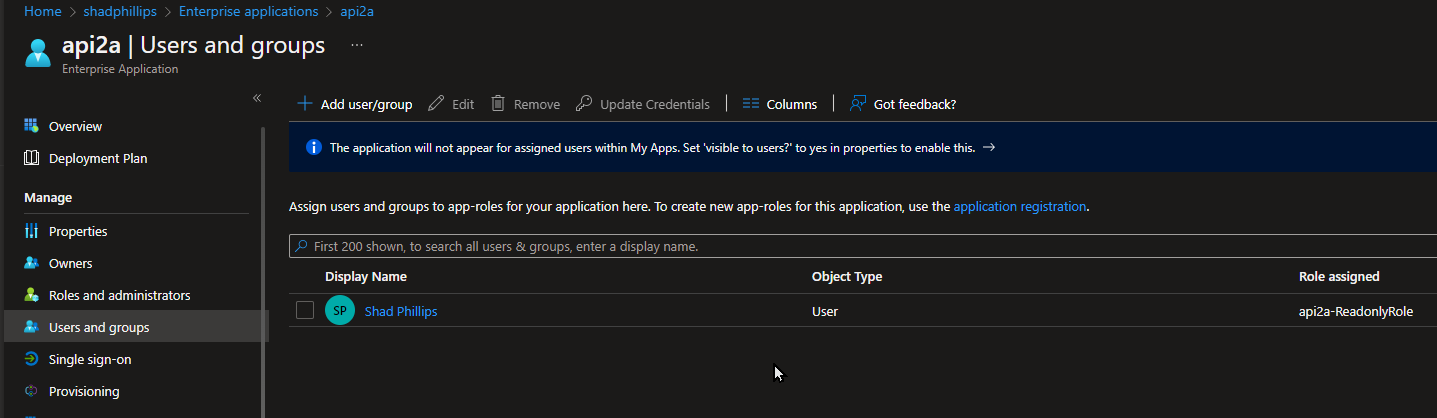 Home > shadphillips > Enterprise applications > api2a
api2a | Users and groups ...
Enterprise Application
«
Overview
Deployment Plan
Manage
Properties
Owners
Roles and administrators
Users and groups
Single sign-on
Provisioning
+ Add user/group Edit Remove Update Credentials | Columns | Got feedback?
The application will not appear for assigned users within My Apps. Set 'visible to users?' to yes in properties to enable this. →
Assign users and groups to app-roles for your application here. To create new app-roles for this application, use the application registration.
First 200 shown, to search all users & groups, enter a display name.
Display Name Object Type Role assigned
SP Shad Phillips User api2a-ReadonlyRole